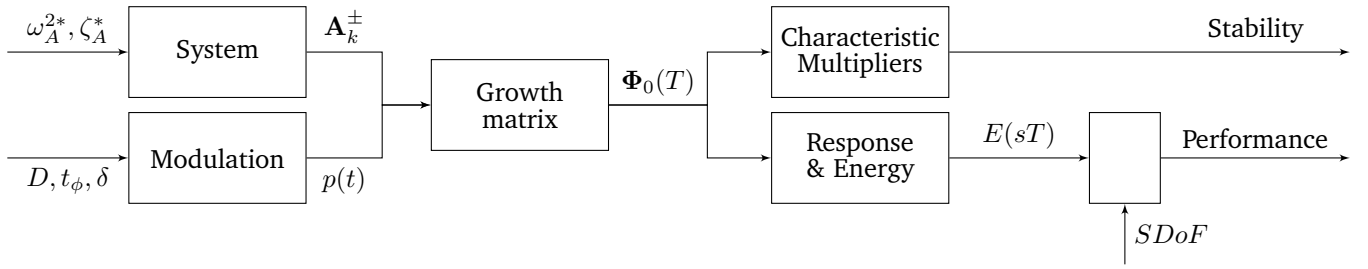 ω_A^{2*}, ζ_A^*
System
𝐀_k^±
D, t_ϕ, δ
Modulation
p(t)
Growth
matrix
𝚽_0(T)
Characteristic
Multipliers
Stability
Response
& Energy
E(sT)
Performance
SDoF